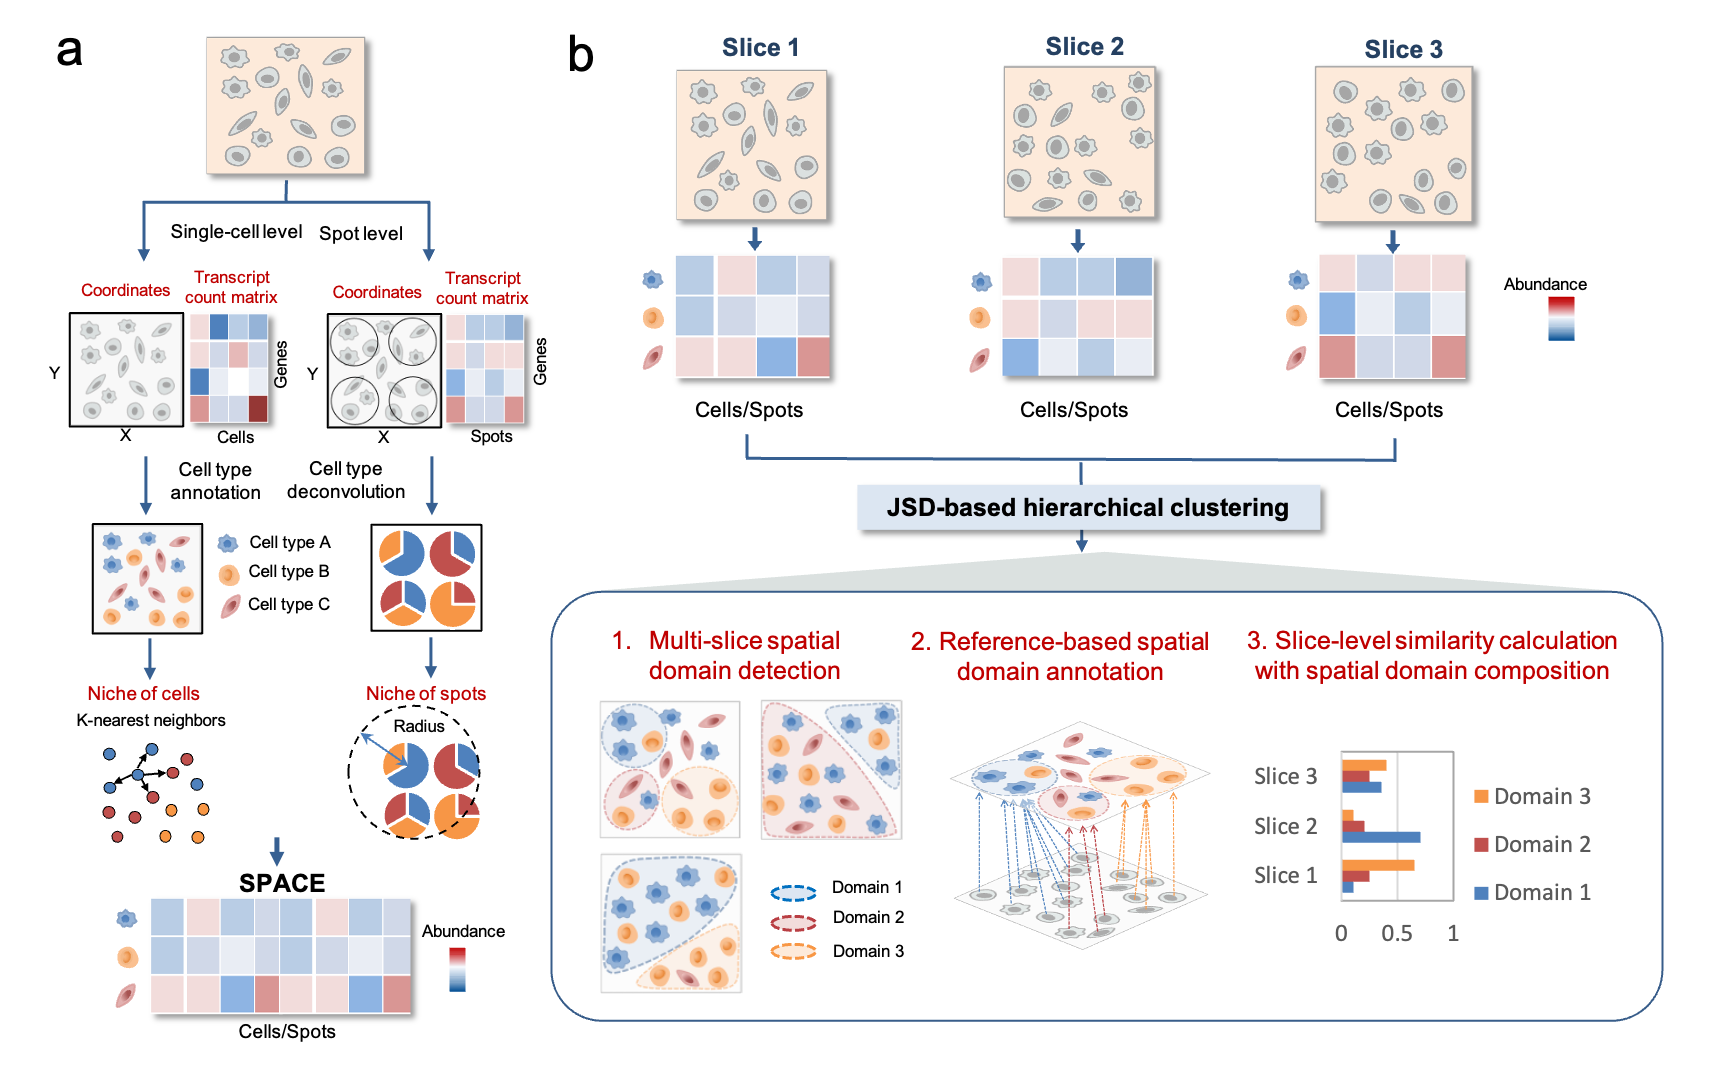 a
Single-cell level
Spot level
Coordinates
Transcript
count matrix
Coordinates
Transcript
count matrix
Y
X
Genes
Cells
Y
X
Genes
Spots
Cell type
annotation
Cell type
deconvolution
Cell type A
Cell type B
Cell type C
Niche of cells
K-nearest neighbors
Niche of spots
Radius
SPACE
Abundance
Cells/Spots
b
Slice 1
Slice 2
Slice 3
Abundance
Cells/Spots
Cells/Spots
Cells/Spots
JSD-based hierarchical clustering
1. Multi-slice spatial
domain detection
Domain 1
Domain 2
Domain 3
2. Reference-based spatial
domain annotation
3. Slice-level similarity calculation
with spatial domain composition
Slice 3
Slice 2
Slice 1
0 0.5 1
Domain 3
Domain 2
Domain 1